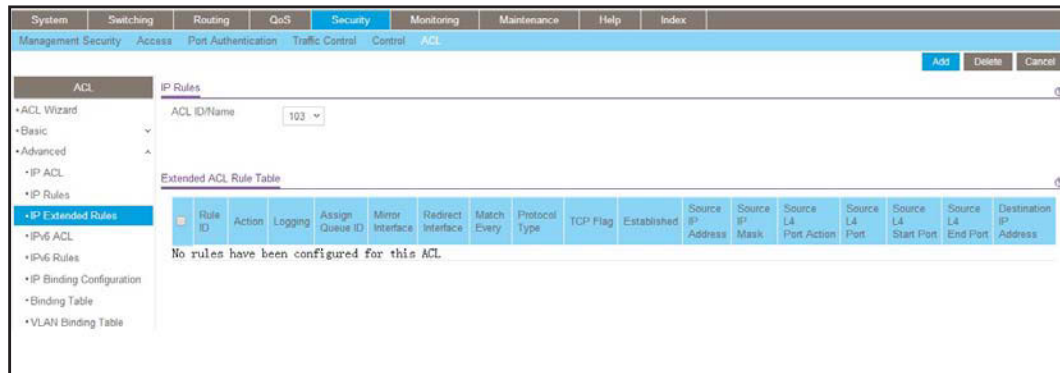 System Switching Routing QoS Security Monitoring Maintenance Help Index
Management Security Access Port Authentication Traffic Control Control ACL
Add Delete Cancel
ACL
IP Rules
ACL Wizard
ACL ID/Name 103
Basic
Advanced
IP ACL
Extended ACL Rule Table
IP Rules
IP Extended Rules
Rule ID Action Logging Assign Queue ID Mirror Interface Redirect Interface Match Every Protocol Type TCP Flag Established Source IP Address Source IP Mask Source L4 Port Action Source L4 Port Source L4 Start Port Source L4 End Port Destination IP Address
IPv6 ACL
No rules have been configured for this ACL
IPv6 Rules
IP Binding Configuration
Binding Table
VLAN Binding Table